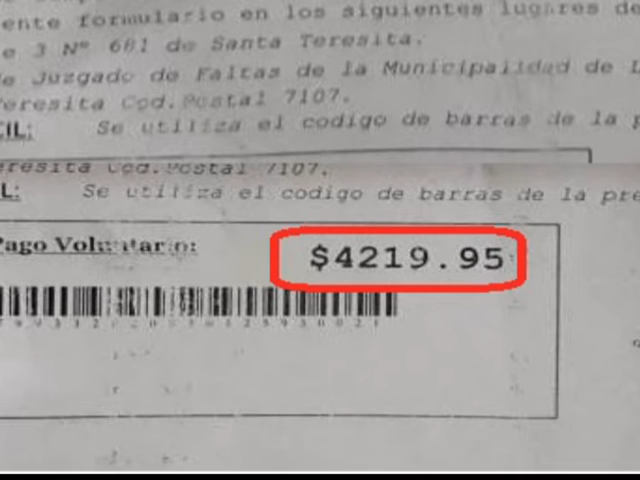 ente formulario en los siguientes lugares de
e 3 Nº 681 de Santa Teresita.
Juzgado de Faltas de la Municipalidad de L
eresita Cod.Postal 7107.
CIL: Se utiliza el codigo de barras de la p
eresita Cod.Postal 7107.
L: Se utiliza el codigo de barras de la pre
Pago Voluntario: $4219.95